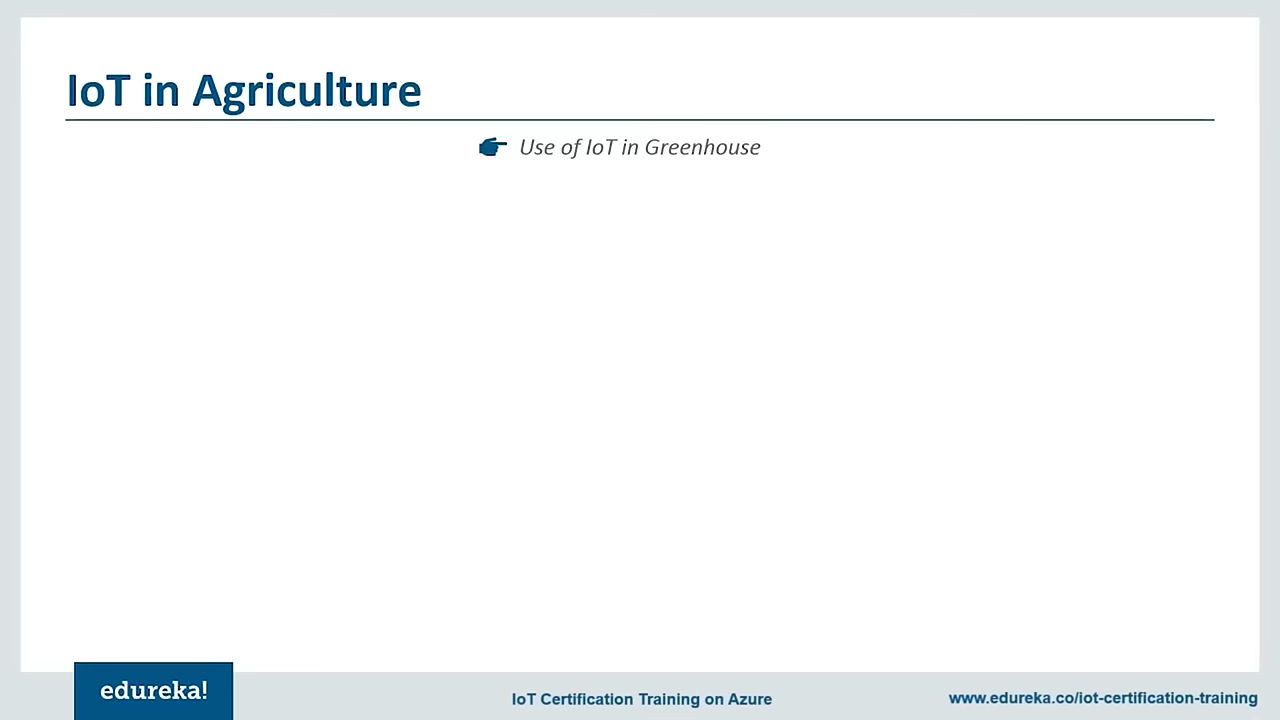 IoT in Agriculture
Use of IoT in Greenhouse
edureka!
IoT Certification Training on Azure
www.edureka.co/iot-certification-training